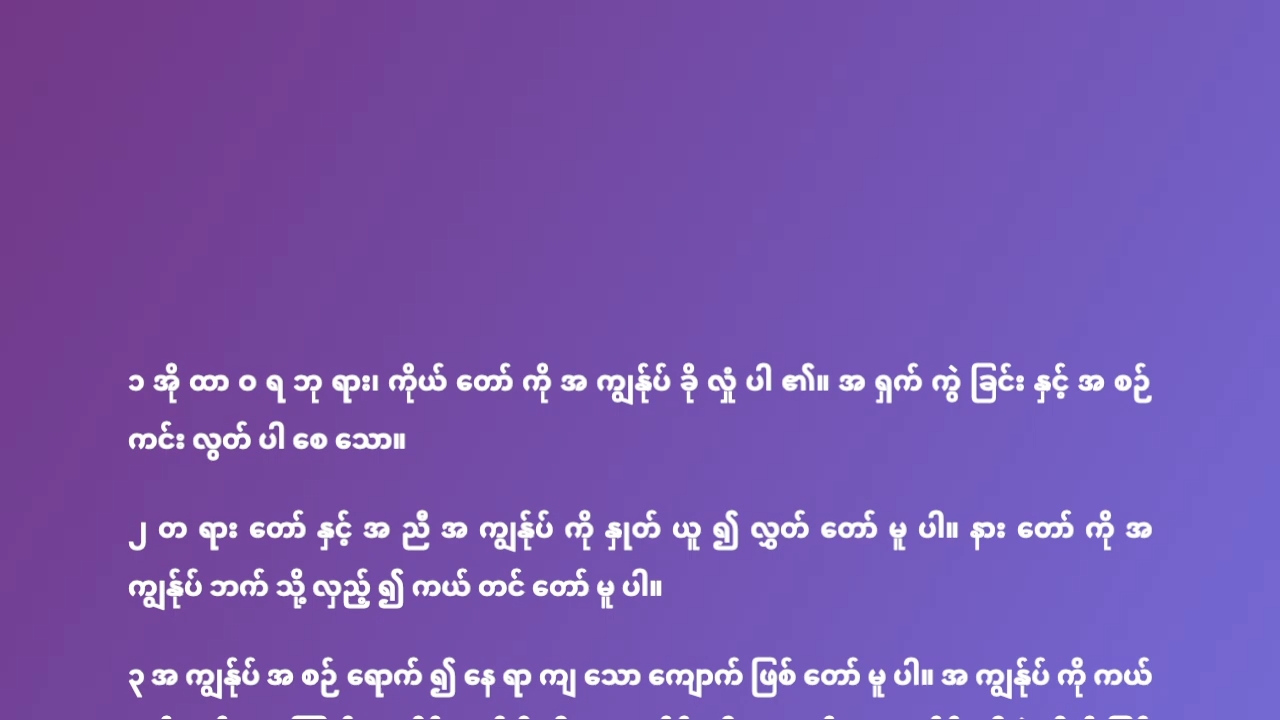 ၁ အို ထာ ဝ ရ ဘု ရား၊ ကိုယ် တော် ကို အ ကျွန်ုပ် ခို လှုံ ပါ ၏။ အ ရှက် ကွဲ ခြင်း နှင့် အ စဉ်
ကင်း လွတ် ပါ စေ သော။
၂ တ ရား တော် နှင့် အ ညီ အ ကျွန်ုပ် ကို နှုတ် ယူ ၍ လွှတ် တော် မူ ပါ။ နား တော် ကို အ
ကျွန်ုပ် ဘက် သို့ လှည့် ၍ ကယ် တင် တော် မူ ပါ။
၃ အ ကျွန်ုပ် အ စဉ် ရောက် ၍ နေ ရာ ကျ သော ကျောက် ဖြစ် တော် မူ ပါ။ အ ကျွန်ုပ် ကို ကယ်